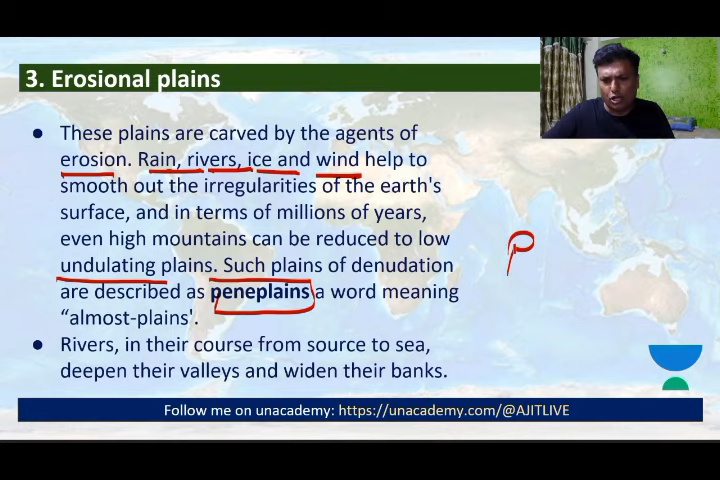 3. Erosional plains
● These plains are carved by the agents of
erosion. Rain, rivers, ice and wind help to
smooth out the irregularities of the earth's
surface, and in terms of millions of years,
even high mountains can be reduced to low
undulating plains. Such plains of denudation
are described as peneplains a word meaning
“almost-plains'.
P
● Rivers, in their course from source to sea,
deepen their valleys and widen their banks.
Follow me on unacademy: https://unacademy.com/@AJITLIVE